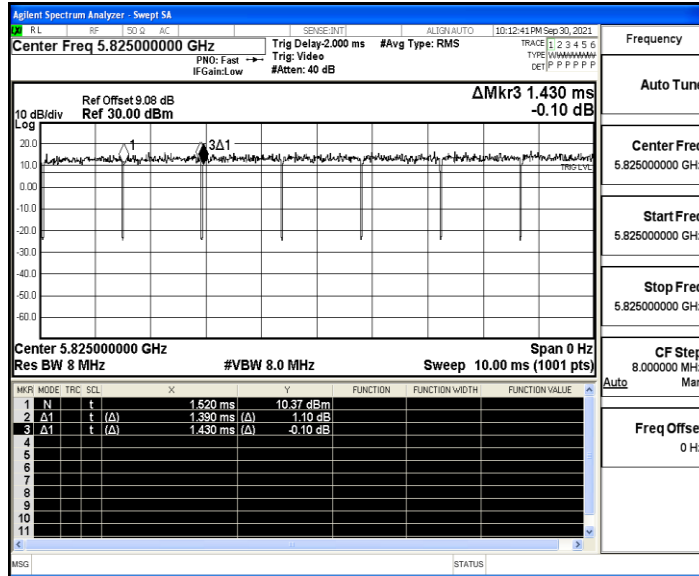 Agilent Spectrum Analyzer - Swept SA
LXI RL RF 50 Ω AC SENSE:INT ALIGNAUTO 10:12:41 PM Sep 30, 2021
Center Freq 5.825000000 GHz
PNO: Fast
IFGain:Low
Trig Delay-2.000 ms
Trig: Video
#Atten: 40 dB
#Avg Type: RMS
TRACE 1 2 3 4 5 6
TYPE WWWWWW
DET P P P P P P
Frequency
Auto Tune
Ref Offset 9.08 dB
10 dB/div Ref 30.00 dBm
Log
ΔMkr3 1.430 ms
-0.10 dB
1
3Δ1
20.0
10.0
TRIG LVL
0.00
-10.0
-20.0
-30.0
-40.0
-50.0
-60.0
Center 5.825000000 GHz Span 0 Hz
Res BW 8 MHz #VBW 8.0 MHz Sweep 10.00 ms (1001 pts)
Center Freq
5.825000000 GHz
Start Freq
5.825000000 GHz
Stop Freq
5.825000000 GHz
CF Step
8.000000 MHz
Auto Man
Freq Offset
0 Hz
MKR MODE TRC SCL X Y FUNCTION FUNCTION WIDTH FUNCTION VALUE
1 N t 1.520 ms 10.37 dBm
2 Δ1 t (Δ) 1.390 ms (Δ) 1.10 dB
3 Δ1 t (Δ) 1.430 ms (Δ) -0.10 dB
4
5
6
7
8
9
10
11
MSG STATUS